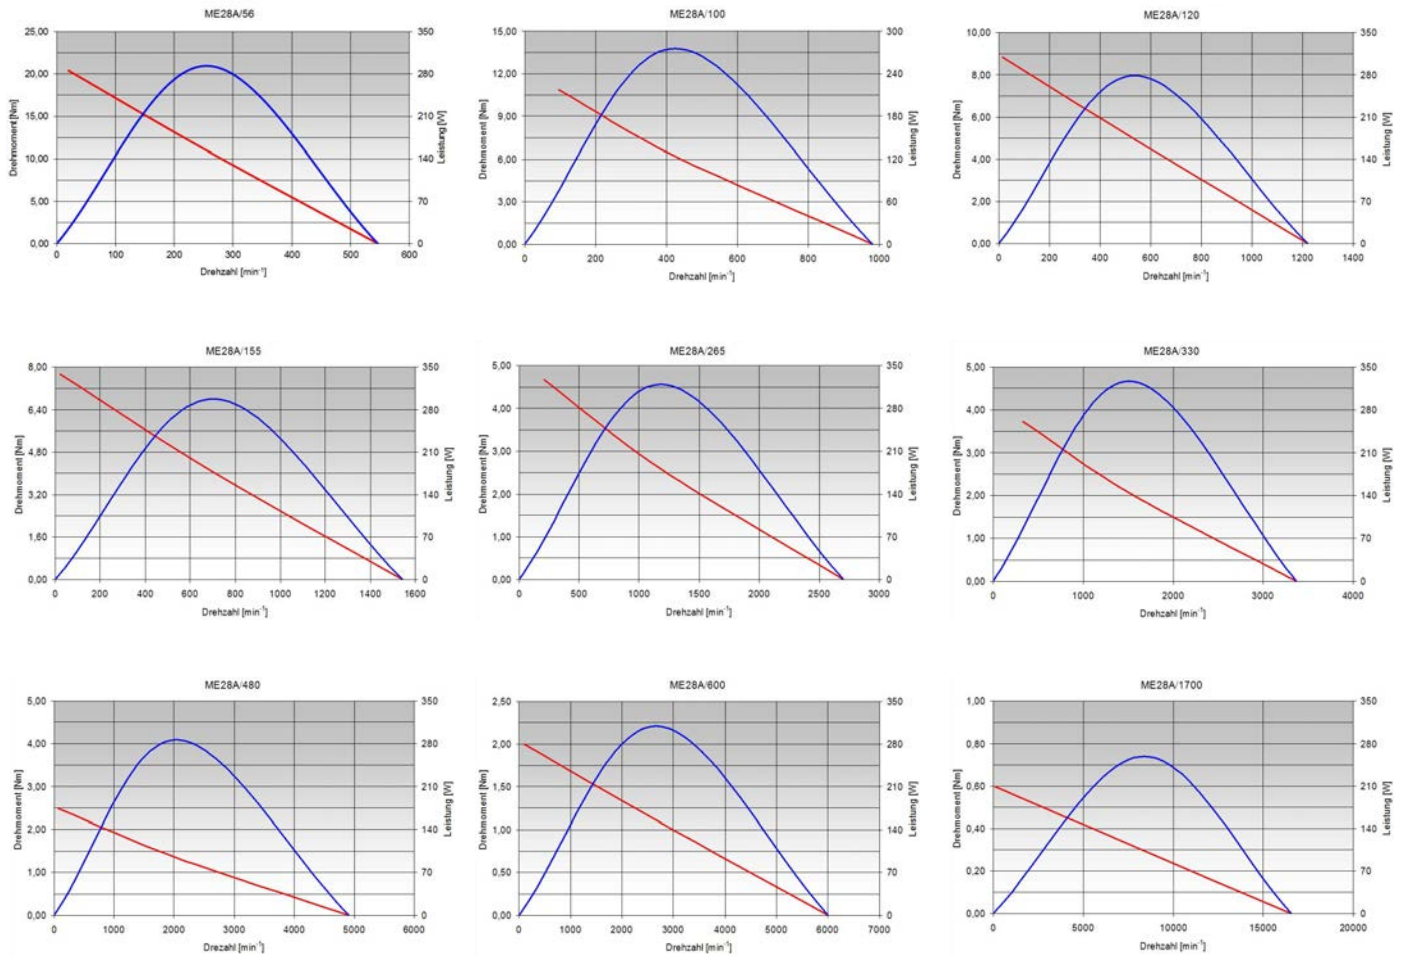 ME28A/56
25,00
20,00
15,00
10,00
5,00
0,00
Drehmoment [Nm]
350
280
210
140
70
0
Leistung [W]
0 100 200 300 400 500 600
Drehzahl [min⁻¹]
ME28A/100
15,00
12,00
9,00
6,00
3,00
0,00
Drehmoment [Nm]
300
240
180
120
60
0
Leistung [W]
0 200 400 600 800 1000
Drehzahl [min⁻¹]
ME28A/120
10,00
8,00
6,00
4,00
2,00
0,00
Drehmoment [Nm]
350
280
210
140
70
0
Leistung [W]
0 200 400 600 800 1000 1200 1400
Drehzahl [min⁻¹]
ME28A/155
8,00
6,40
4,80
3,20
1,60
0,00
Drehmoment [Nm]
350
280
210
140
70
0
Leistung [W]
0 200 400 600 800 1000 1200 1400 1600
Drehzahl [min⁻¹]
ME28A/265
5,00
4,00
3,00
2,00
1,00
0,00
Drehmoment [Nm]
350
280
210
140
70
0
Leistung [W]
0 500 1000 1500 2000 2500 3000
Drehzahl [min⁻¹]
ME28A/330
5,00
4,00
3,00
2,00
1,00
0,00
Drehmoment [Nm]
350
280
210
140
70
0
Leistung [W]
0 1000 2000 3000 4000
Drehzahl [min⁻¹]
ME28A/480
5,00
4,00
3,00
2,00
1,00
0,00
Drehmoment [Nm]
350
280
210
140
70
0
Leistung [W]
0 1000 2000 3000 4000 5000 6000
Drezahl [min⁻¹]
ME28A/600
2,50
2,00
1,50
1,00
0,50
0,00
Drehmoment [Nm]
350
280
210
140
70
0
Leistung [W]
0 1000 2000 3000 4000 5000 6000 7000
Drehzahl [min⁻¹]
ME28A/1700
1,00
0,80
0,60
0,40
0,20
0,00
Drehmoment [Nm]
350
280
210
140
70
0
Leistung [W]
0 5000 10000 15000 20000
Drehzahl [min⁻¹]